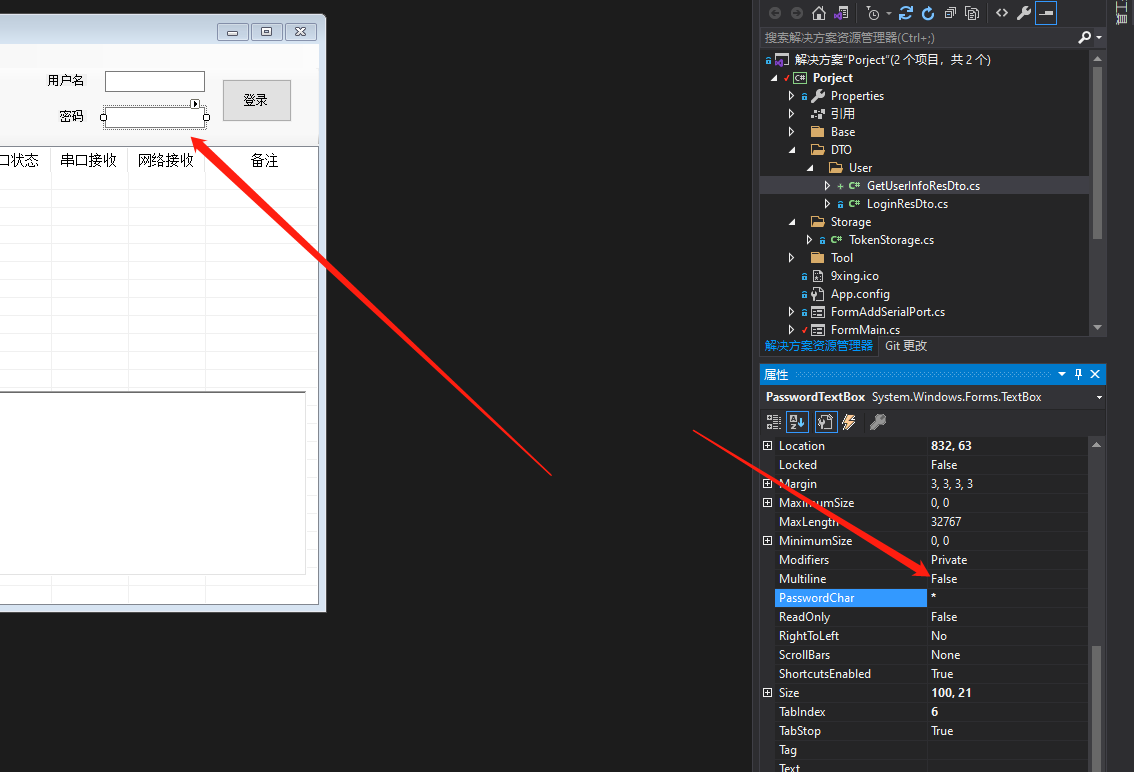 用户名
密码
登录
口状态 串口接收 网络接收 备注
搜索解决方案资源管理器(Ctrl+;)
解决方案"Porject"(2 个项目，共 2 个)
Porject
Properties
引用
Base
DTO
User
GetUserInfoResDto.cs
LoginResDto.cs
Storage
TokenStorage.cs
Tool
9xing.ico
App.config
FormAddSerialPort.cs
FormMain.cs
解决方案资源管理器 Git 更改
属性
PasswordTextBox System.Windows.Forms.TextBox
Location 832, 63
Locked False
Margin 3, 3, 3, 3
MaximumSize 0, 0
MaxLength 32767
MinimumSize 0, 0
Modifiers Private
Multiline False
PasswordChar *
ReadOnly False
RightToLeft No
ScrollBars None
ShortcutsEnabled True
Size 100, 21
TabIndex 6
TabStop True
Tag
Text